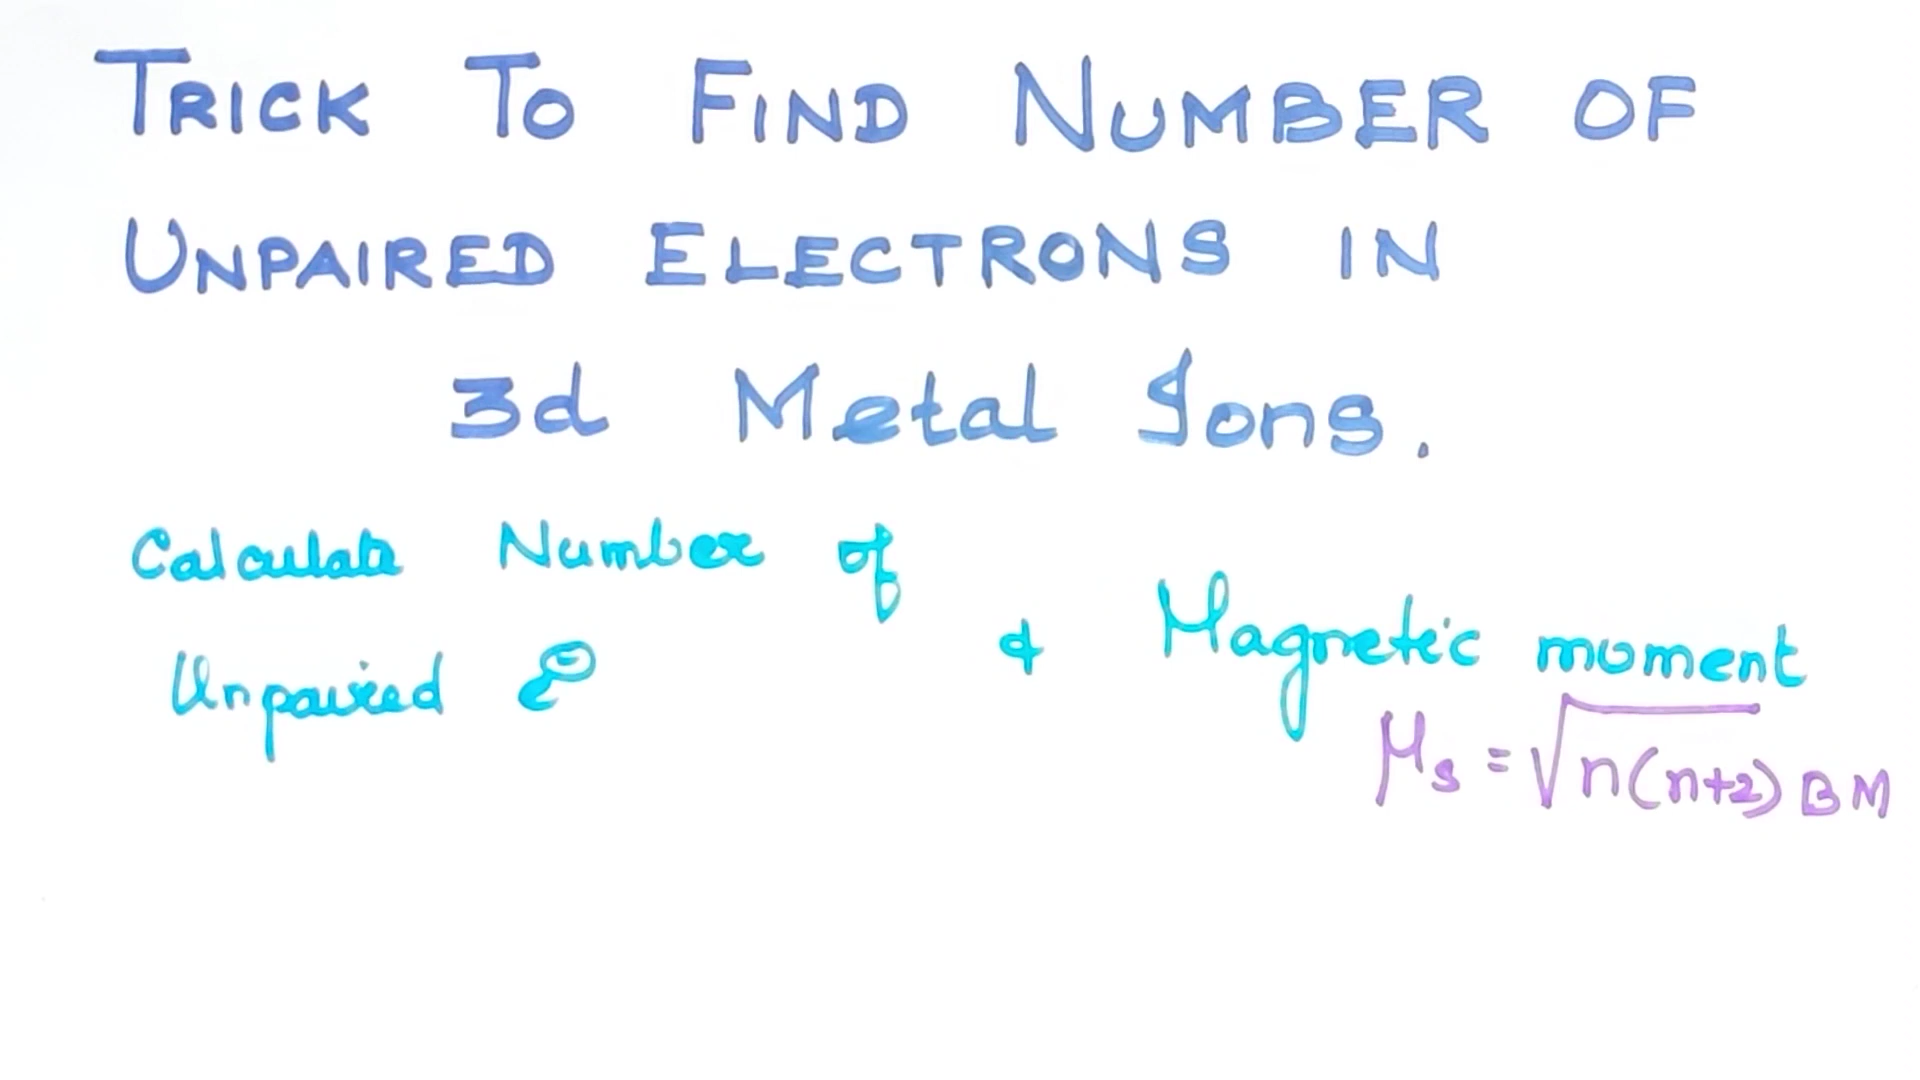 TRICK TO FIND NUMBER OF
UNPAIRED ELECTRONS IN
3d Metal Ions.
Calculate Number of
Unpaired e⊖
& Magnetic moment
μs = √n(n+2) BM